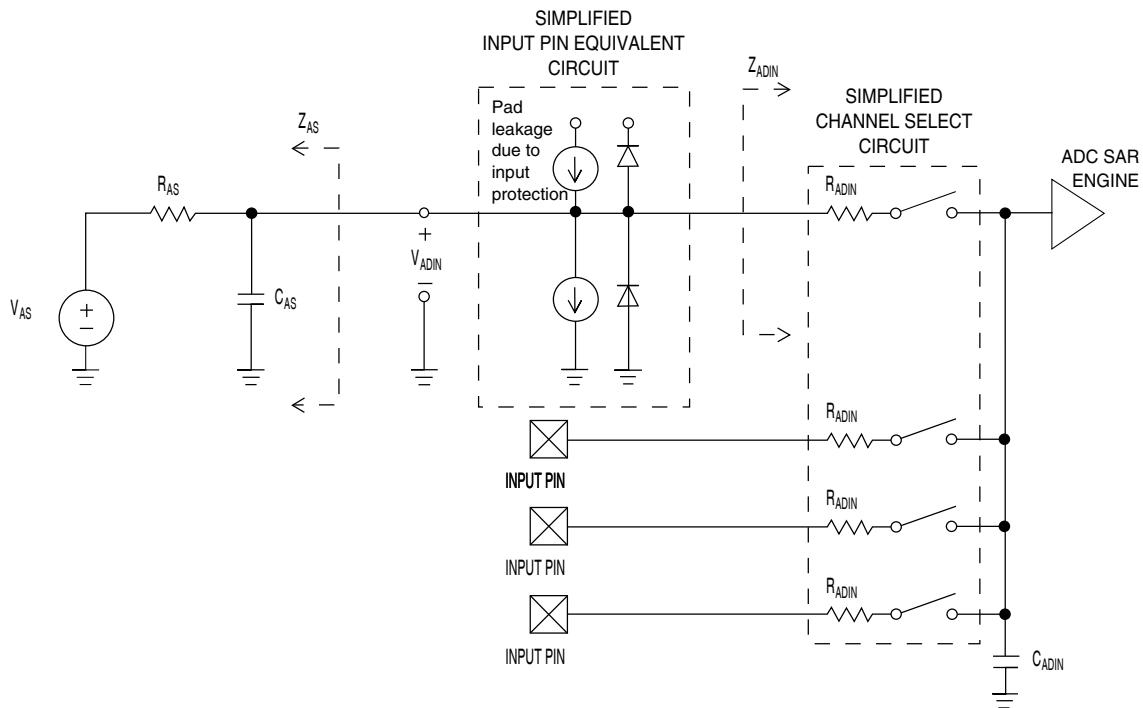 SIMPLIFIED
INPUT PIN EQUIVALENT
CIRCUIT
Pad
leakage
due to
input
protection
Z_AS
R_AS
V_AS
+
−
C_AS
+
V_ADIN
−
Z_ADIN
SIMPLIFIED
CHANNEL SELECT
CIRCUIT
R_ADIN
ADC SAR
ENGINE
R_ADIN
INPUT PIN
R_ADIN
INPUT PIN
R_ADIN
INPUT PIN
C_ADIN